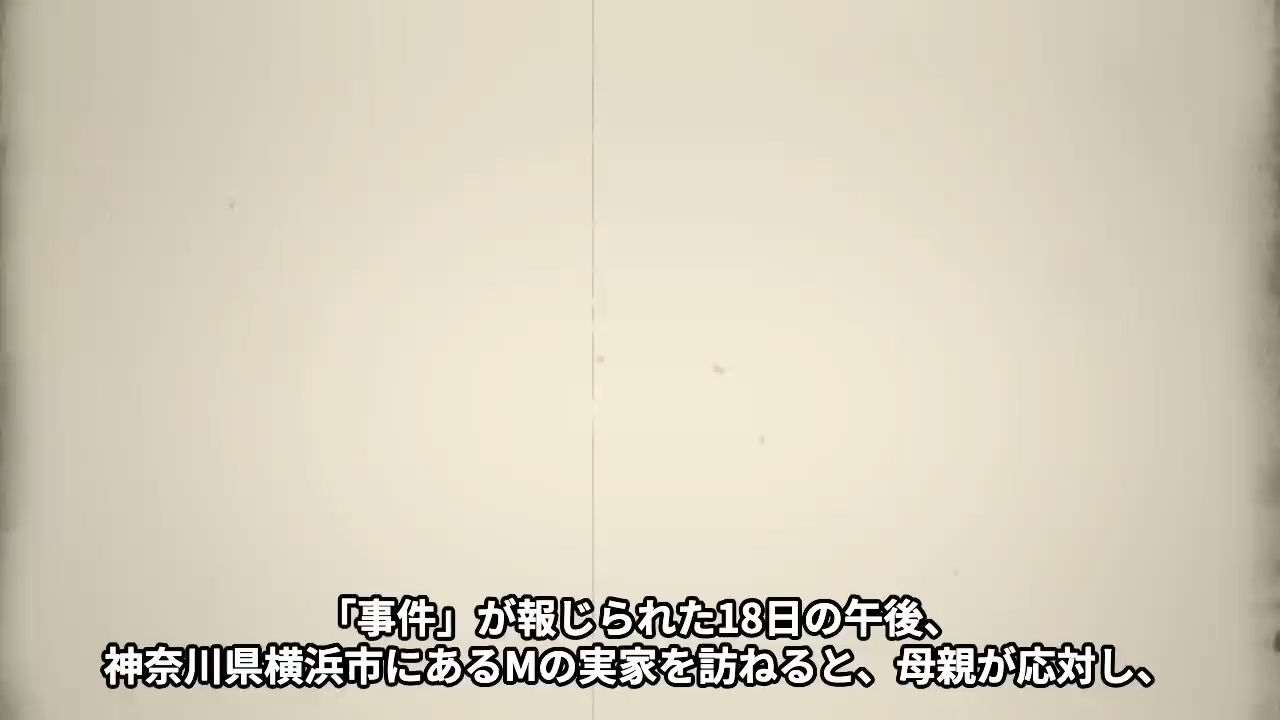 「事件」が報じられた18日の午後、
神奈川県横浜市にあるMの実家を訪ねると、母親が応対し、